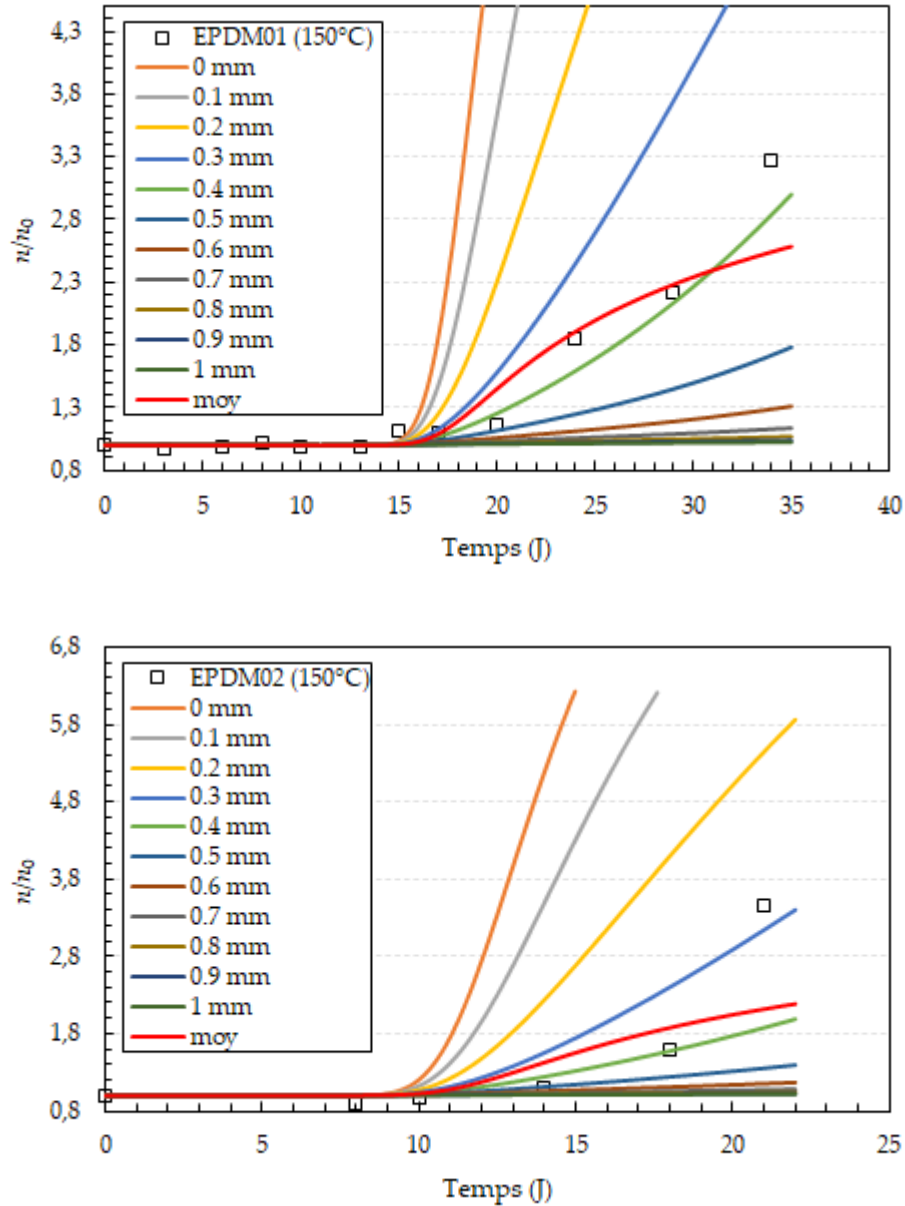 4,3
3,8
3,3
2,8
2,3
1,8
1,3
0,8
n/n0
EPDM01 (150°C)
0 mm
0.1 mm
0.2 mm
0.3 mm
0.4 mm
0.5 mm
0.6 mm
0.7 mm
0.8 mm
0.9 mm
1 mm
moy
0 5 10 15 20 25 30 35 40
Temps (J)
6,8
5,8
4,8
3,8
2,8
1,8
0,8
n/n0
EPDM02 (150°C)
0 mm
0.1 mm
0.2 mm
0.3 mm
0.4 mm
0.5 mm
0.6 mm
0.7 mm
0.8 mm
0.9 mm
1 mm
moy
0 5 10 15 20 25
Temps (J)